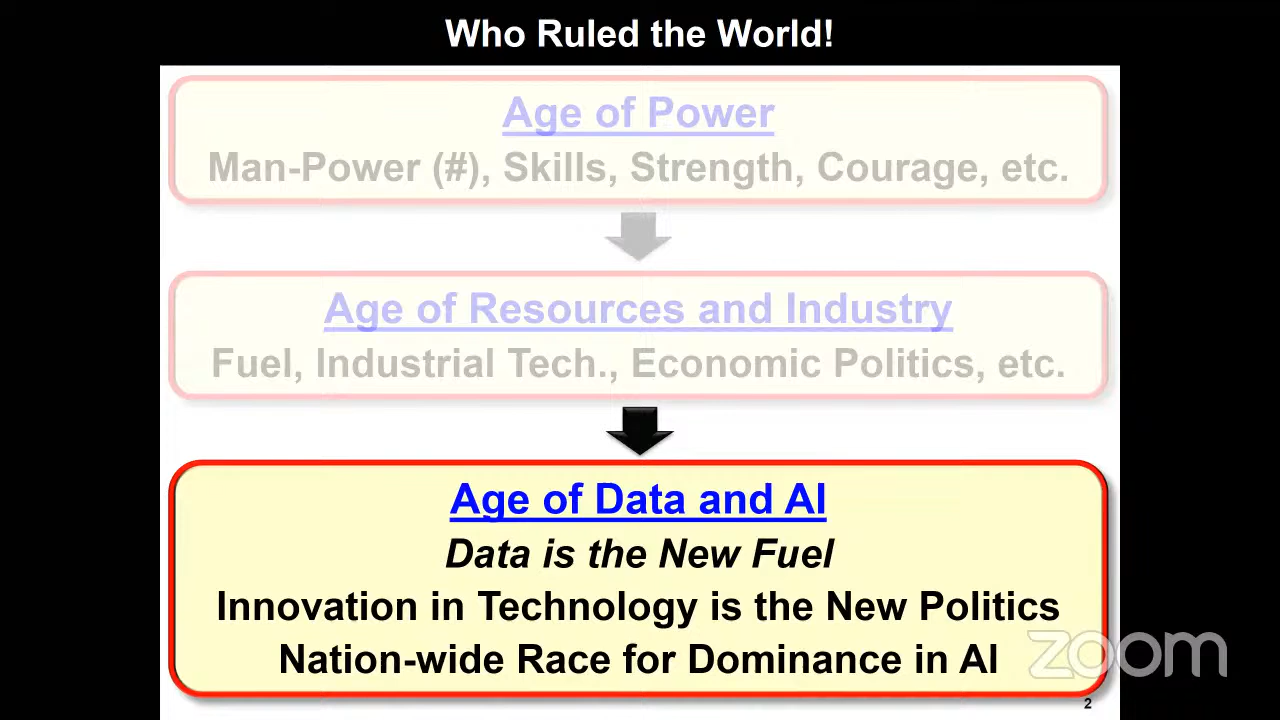 Who Ruled the World!
Age of Power
Man-Power (#), Skills, Strength, Courage, etc.
Age of Resources and Industry
Fuel, Industrial Tech., Economic Politics, etc.
Age of Data and AI
Data is the New Fuel
Innovation in Technology is the New Politics
Nation-wide Race for Dominance in AI
zoom
2